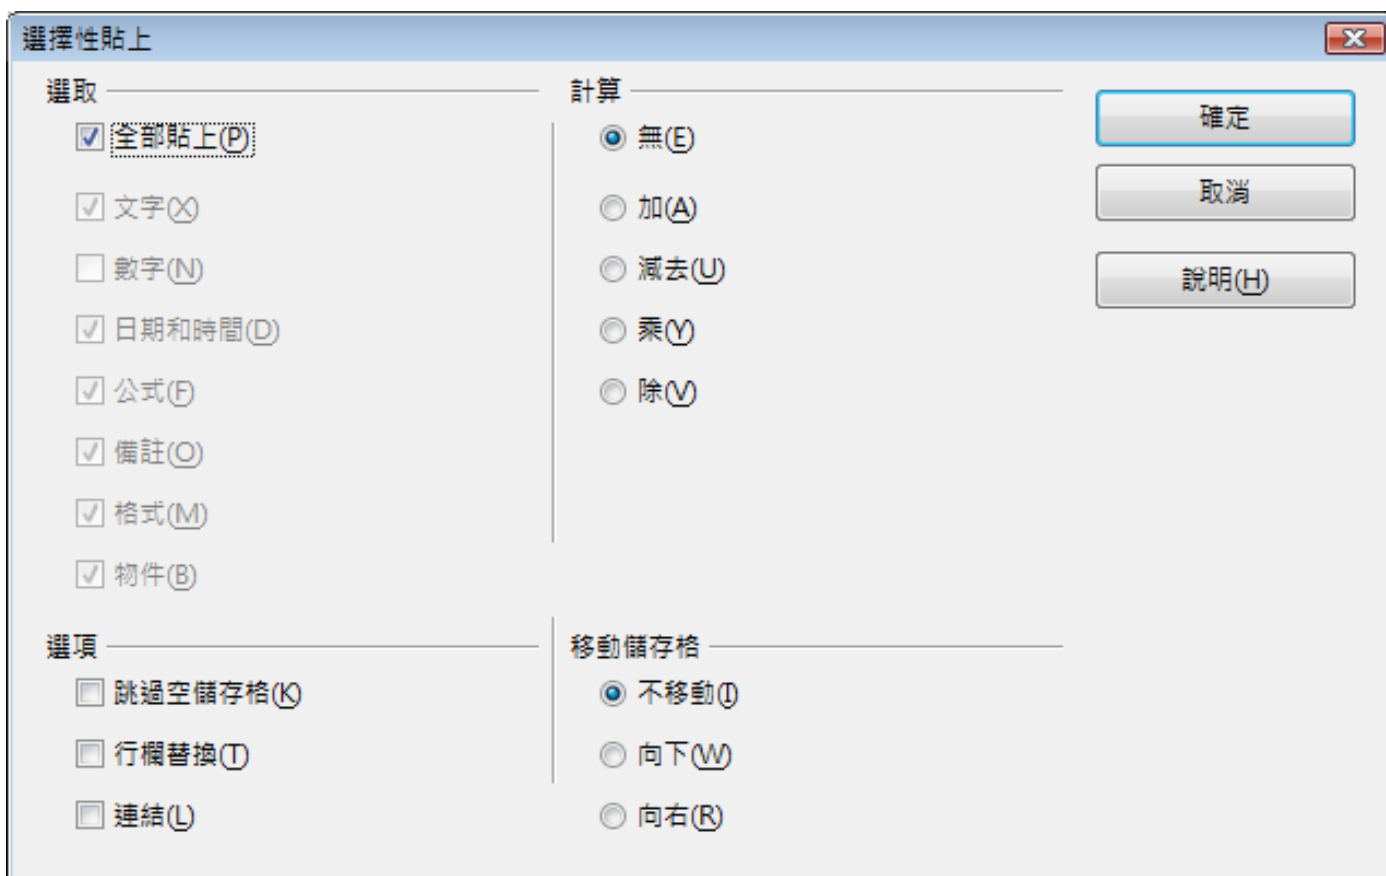 選擇性貼上
選取
全部貼上(P)
文字(X)
數字(N)
日期和時間(D)
公式(F)
備註(O)
格式(M)
物件(B)
計算
無(E)
加(A)
減去(U)
乘(Y)
除(V)
確定
取消
說明(H)
選項
跳過空儲存格(K)
行欄替換(T)
連結(L)
移動儲存格
不移動(I)
向下(W)
向右(R)